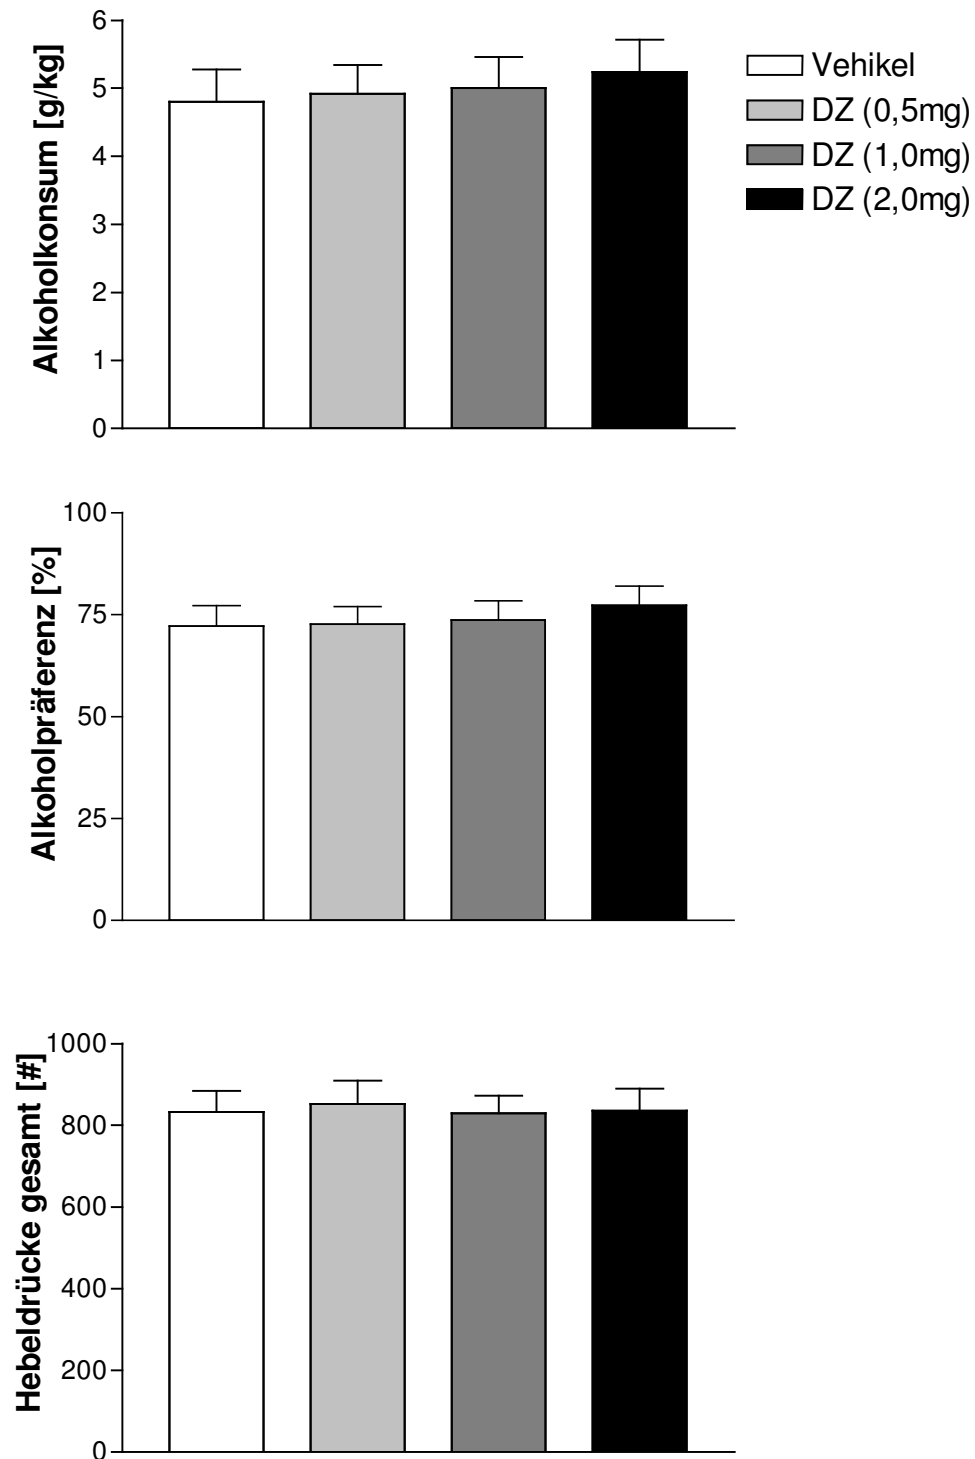 Alkoholkonsum [g/kg]
6
5
4
3
2
1
0
Vehikel
DZ (0,5mg)
DZ (1,0mg)
DZ (2,0mg)
Alkoholpräferenz [%]
100
75
50
25
0
Hebeldrücke gesamt [#]
1000
800
600
400
200
0